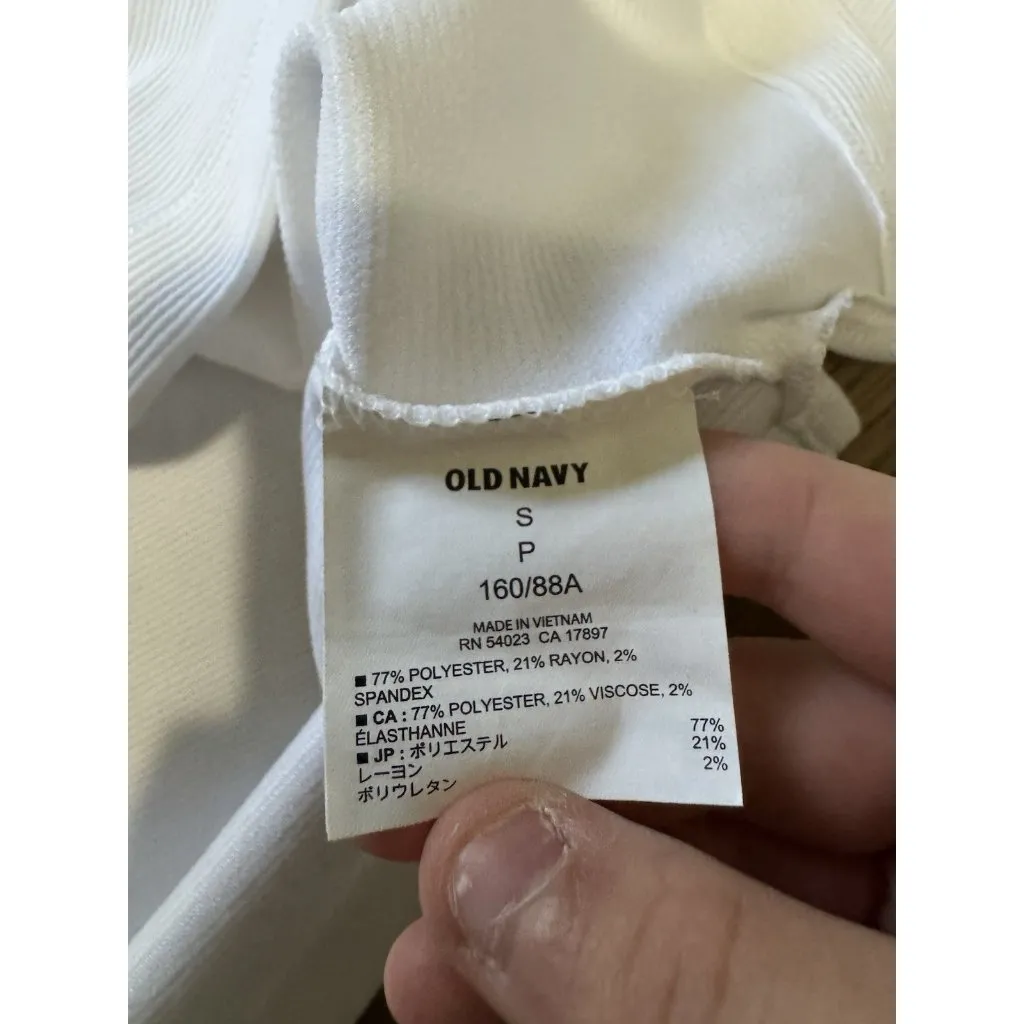 OLD NAVY
S
P
160/88A
MADE IN VIETNAM
RN 54023 CA 17897
■ 77% POLYESTER, 21% RAYON, 2%
SPANDEX
■ CA : 77% POLYESTER, 21% VISCOSE, 2%
ÉLASTHANNE
■ JP : ポリエステル 77%
レーヨン 21%
ポリウレタン 2%